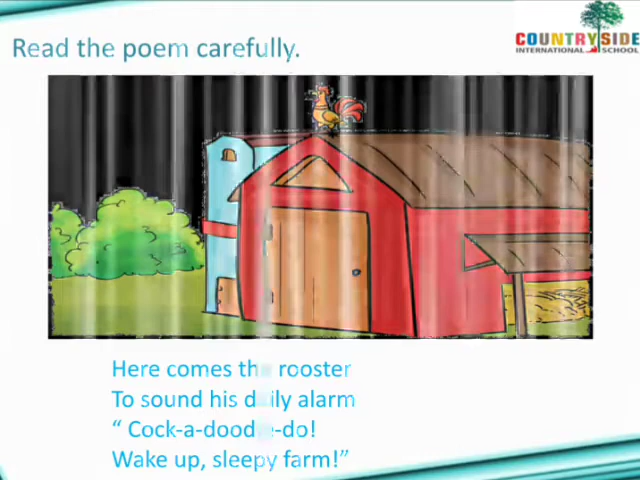 COUNTRYSIDE
INTERNATIONAL SCHOOL
Read the poem carefully.
Here comes the rooster
To sound his daily alarm
“ Cock-a-doodle-do!
Wake up, sleepy farm!”